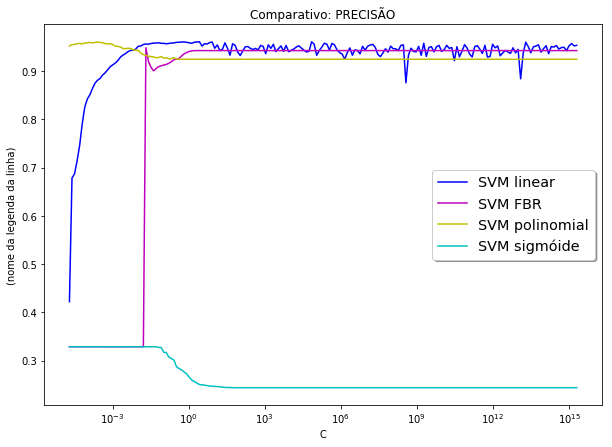 Comparativo: PRECISÃO
(nome da legenda da linha)
0.9
0.8
0.7
0.6
0.5
0.4
0.3
SVM linear
SVM FBR
SVM polinomial
SVM sigmóide
10⁻³ 10⁰ 10³ 10⁶ 10⁹ 10¹² 10¹⁵
C